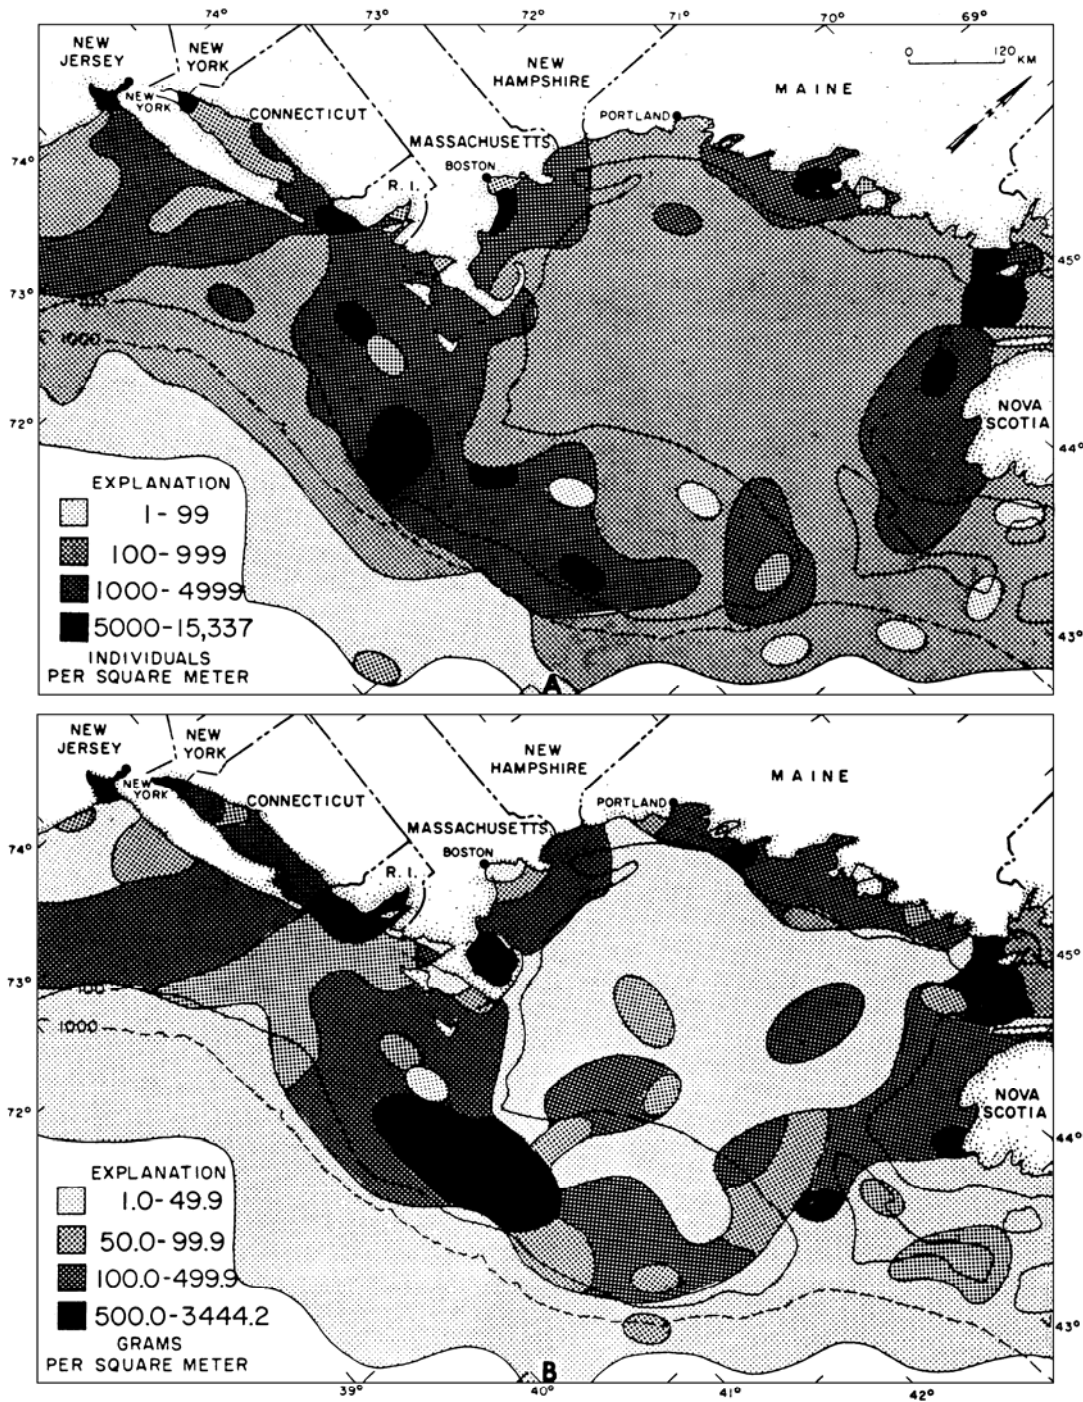 74° 73° 72° 71° 70° 69°
NEW JERSEY
NEW YORK
NEW HAMPSHIRE
MAINE
0 120 KM
NEW YORK
CONNECTICUT
MASSACHUSETTS
BOSTON
PORTLAND
R. I.
74°
73°
72°
45°
44°
43°
1000
NOVA SCOTIA
EXPLANATION
1-99
100-999
1000-4999
5000-15,337
INDIVIDUALS
PER SQUARE METER
A
NEW JERSEY
NEW YORK
NEW HAMPSHIRE
MAINE
NEW YORK
CONNECTICUT
MASSACHUSETTS
BOSTON
PORTLAND
R. I.
74°
73°
72°
45°
44°
43°
100
1000
NOVA SCOTIA
EXPLANATION
1.0-49.9
50.0-99.9
100.0-499.9
500.0-3444.2
GRAMS
PER SQUARE METER
B
39° 40° 41° 42°